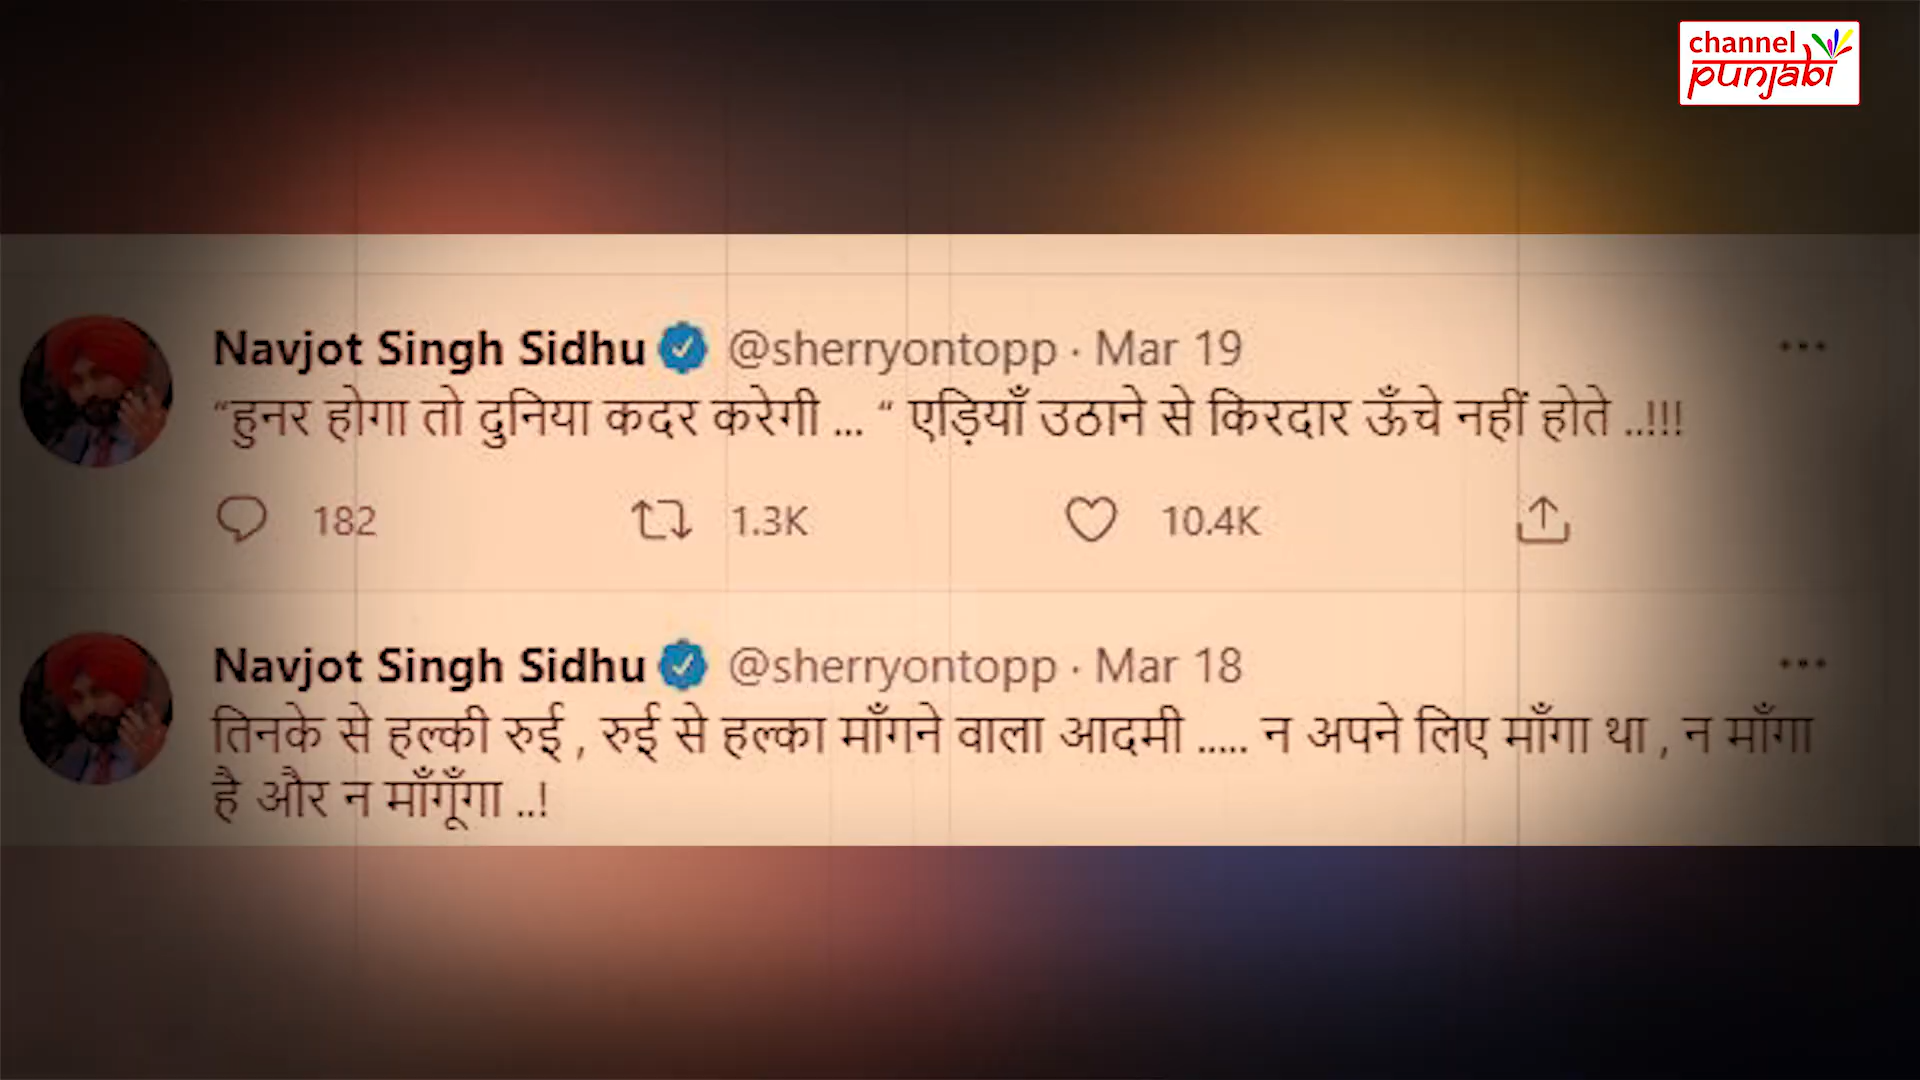 channel
punjabi
Navjot Singh Sidhu @sherryontopp · Mar 19
“हुनर होगा तो दुनिया कदर करेगी ... “ एड़ियाँ उठाने से किरदार ऊँचे नहीं होते ..!!!
182 1.3K 10.4K
Navjot Singh Sidhu @sherryontopp · Mar 18
तिनके से हल्की रुई , रुई से हल्का माँगने वाला आदमी ..... न अपने लिए माँगा था , न माँगा
है और न माँगूँगा ..!